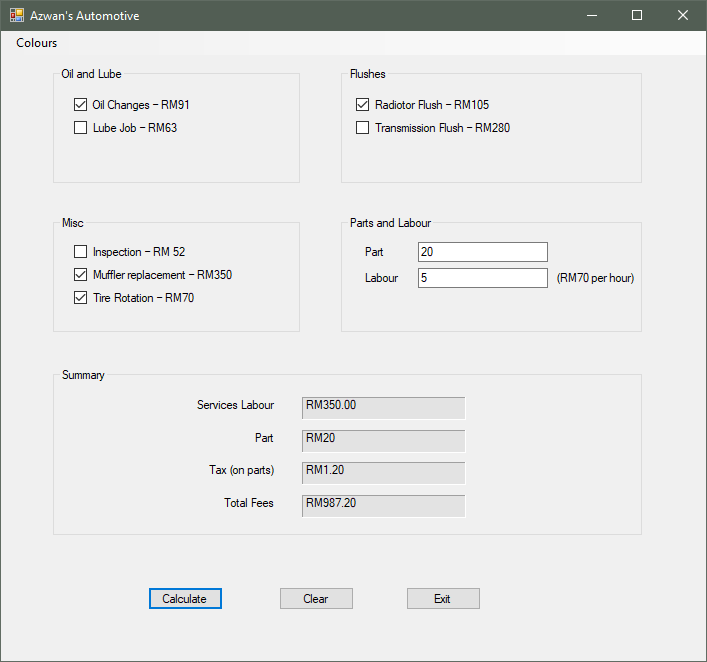 Azwan's Automotive
Colours
Oil and Lube
Oil Changes – RM91
Lube Job – RM63
Flushes
Radiotor Flush – RM105
Transmission Flush – RM280
Misc
Inspection – RM 52
Muffler replacement – RM350
Tire Rotation – RM70
Parts and Labour
Part 20
Labour 5 (RM70 per hour)
Summary
Services Labour RM350.00
Part RM20
Tax (on parts) RM1.20
Total Fees RM987.20
Calculate Clear Exit